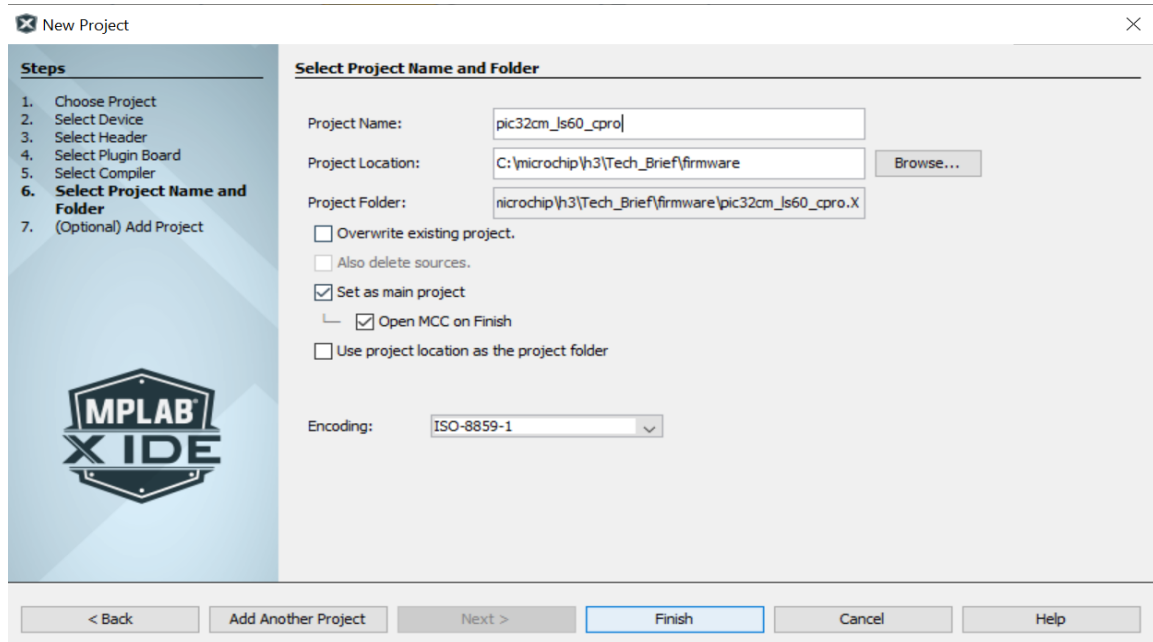 New Project
Steps
1. Choose Project
2. Select Device
3. Select Header
4. Select Plugin Board
5. Select Compiler
6. Select Project Name and
Folder
7. (Optional) Add Project
MPLAB
X IDE
Select Project Name and Folder
Project Name: pic32cm_ls60_cpro
Project Location: C:\microchip\h3\Tech_Brief\firmware Browse...
Project Folder: nicrochip\h3\Tech_Brief\firmware\pic32cm_ls60_cpro.X
Overwrite existing project.
Also delete sources.
Set as main project
Open MCC on Finish
Use project location as the project folder
Encoding: ISO-8859-1
< Back Add Another Project Next > Finish Cancel Help